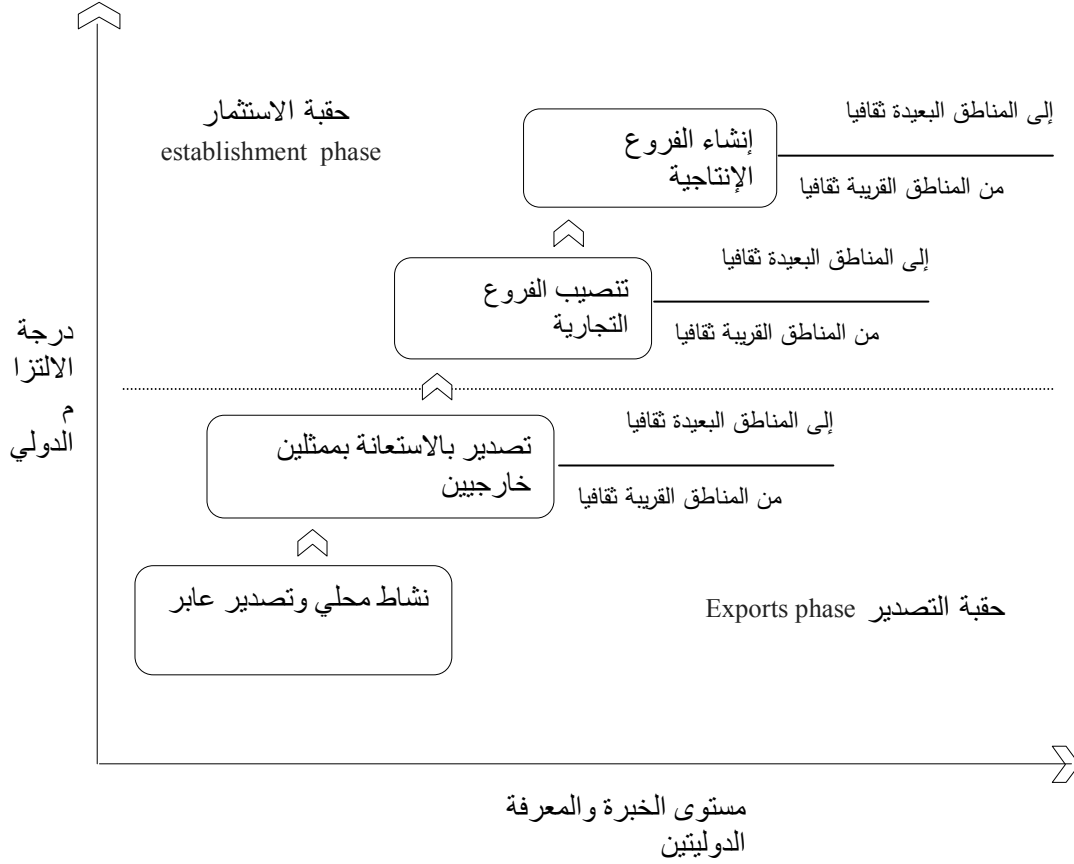 حقبة الاستثمار
establishment phase
إنشاء الفروع
الإنتاجية
إلى المناطق البعيدة ثقافيا
من المناطق القريبة ثقافيا
تنصيب الفروع
التجارية
إلى المناطق البعيدة ثقافيا
من المناطق القريبة ثقافيا
درجة
الالتزا
م
الدولي
تصدير بالاستعانة بممثلين
خارجيين
إلى المناطق البعيدة ثقافيا
من المناطق القريبة ثقافيا
نشاط محلي وتصدير عابر
حقبة التصدير Exports phase
مستوى الخبرة والمعرفة
الدوليتين